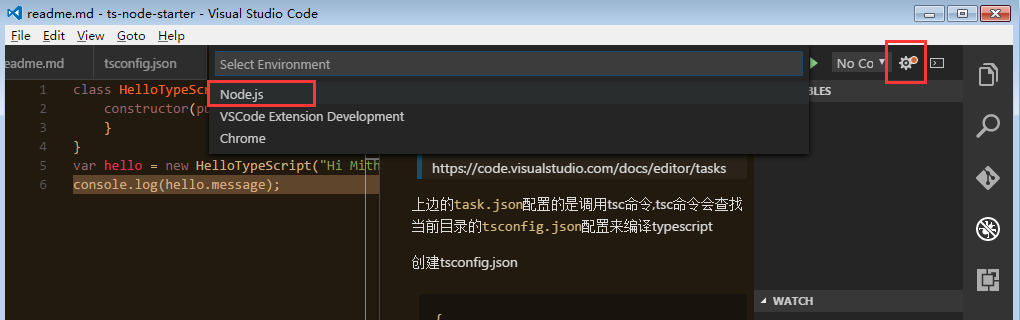 readme.md - ts-node-starter - Visual Studio Code
File Edit View Goto Help
eadme.md tsconfig.json
Select Environment
Node.js
VSCode Extension Development
Chrome
No Co
BLES
1 class HelloTypeScr
2 constructor(pu
3 }
4 }
5 var hello = new HelloTypeScript("Hi Mith
6 console.log(hello.message);
https://code.visualstudio.com/docs/editor/tasks
上边的task.json配置的是调用tsc命令,tsc命令会查找
当前目录的tsconfig.json配置来编译typescript
创建tsconfig.json
{
WATCH